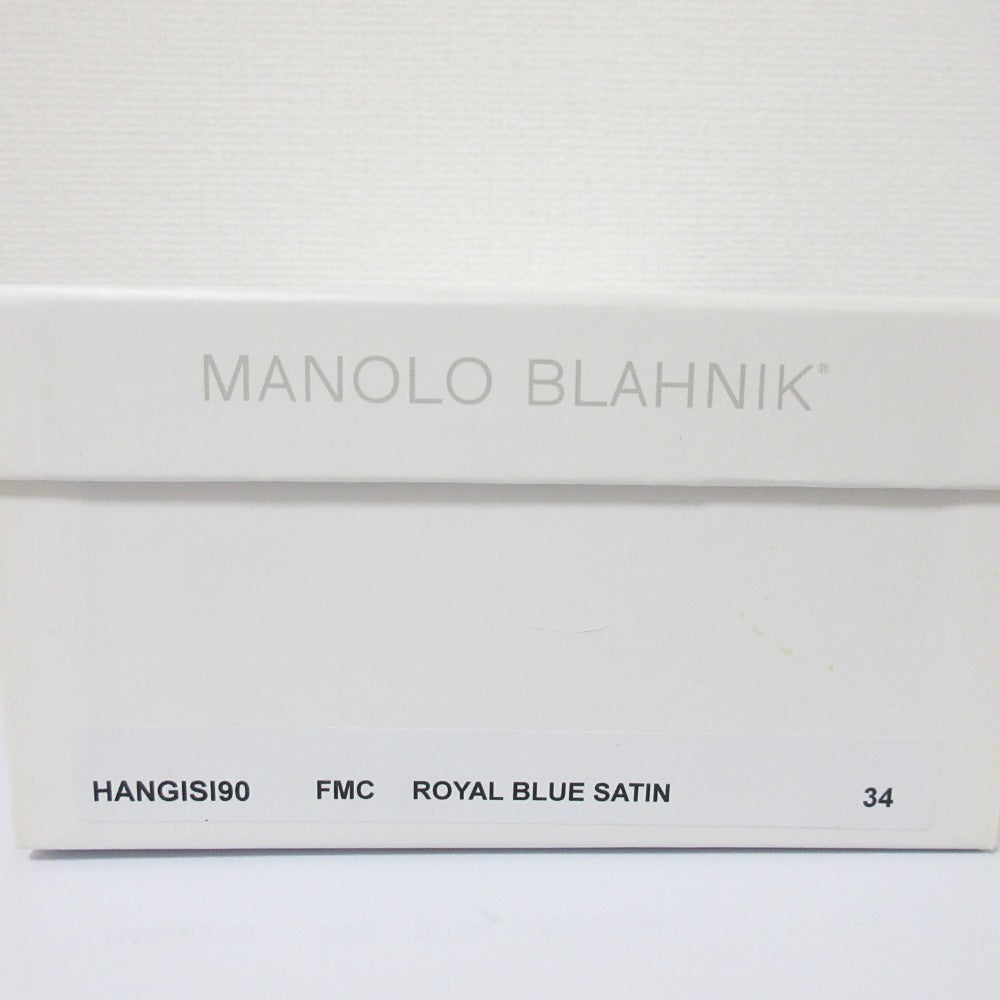 MANOLO BLAHNIK®
HANGISI90 FMC ROYAL BLUE SATIN 34